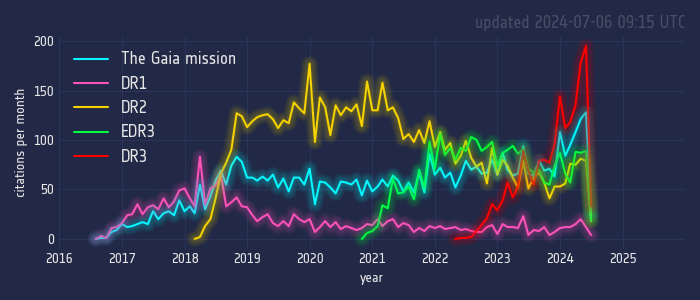 updated 2024-07-06 09:15 UTC
200
150
100
50
0
citations per month
The Gaia mission
DR1
DR2
EDR3
DR3
2016 2017 2018 2019 2020 2021 2022 2023 2024 2025
year